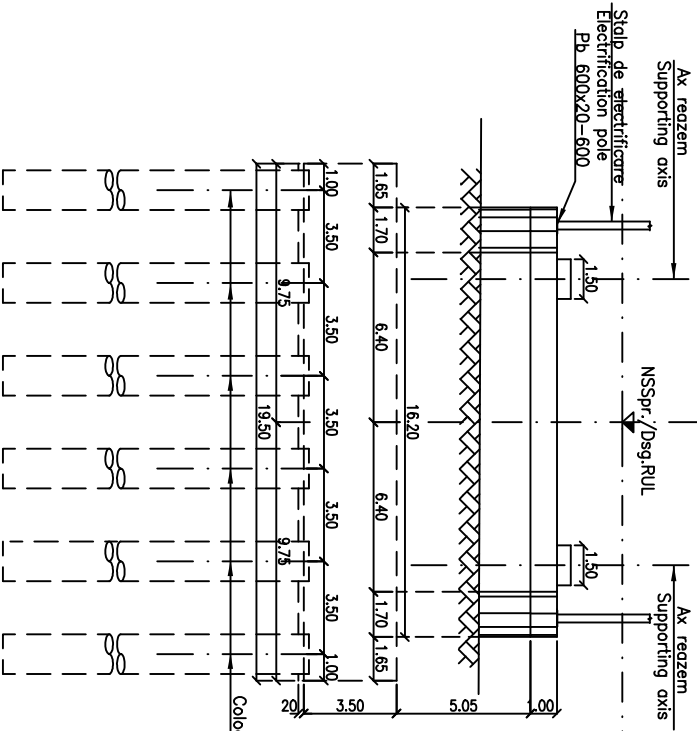 Ax reazem
Supporting axis
Stalp de electrificare
Electrification pole
Pb 600x20-600
NSSpr./Dsg.RUL
Ax reazem
Supporting axis
1.50
1.50
16.20
1.65
1.70
6.40
6.40
1.70
1.65
1.00
3.50
3.50
3.50
3.50
3.50
1.00
9.75
9.75
19.50
20
3.50
5.05
1.00